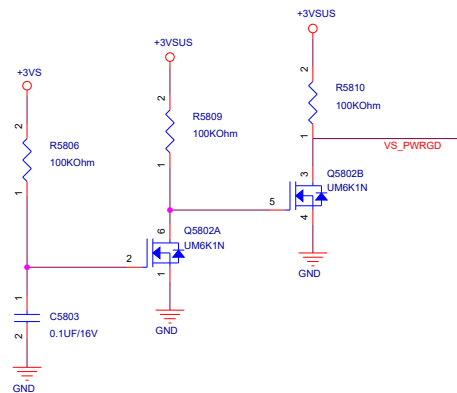 +3VSUS
2
R5810
100KOhm
1
VS_PWRGD
3
Q5802B
UM6K1N
5
4
GND
+3VSUS
2
R5809
100KOhm
1
6
Q5802A
UM6K1N
2
1
GND
+3VS
2
R5806
100KOhm
1
1
C5803
0.1UF/16V
2
GND